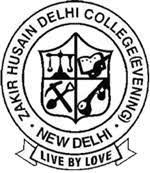 ZAKIR HUSAIN DELHI COLLEGE (EVENING)
• NEW DELHI •
LIVE BY LOVE